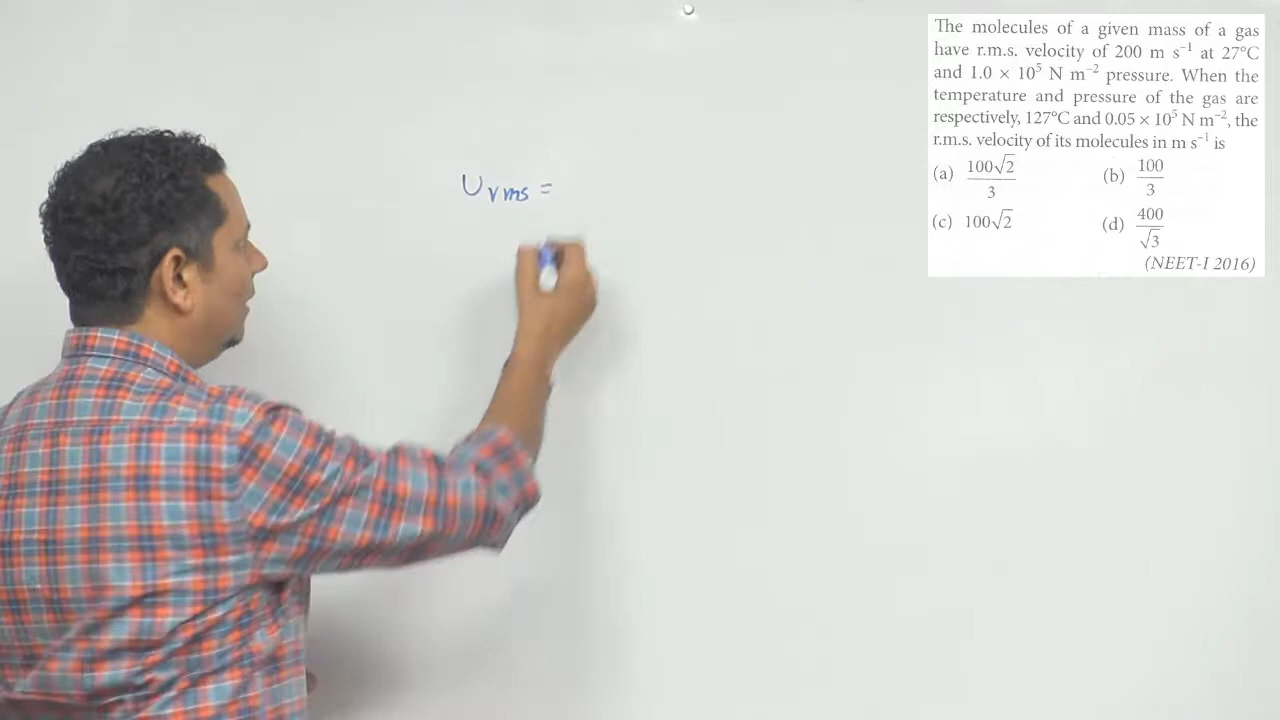 The molecules of a given mass of a gas
have r.m.s. velocity of 200 m s⁻¹ at 27°C
and 1.0 × 10⁵ N m⁻² pressure. When the
temperature and pressure of the gas are
respectively, 127°C and 0.05 × 10⁵ N m⁻², the
r.m.s. velocity of its molecules in m s⁻¹ is
(a) 100√2/3 (b) 100/3
(c) 100√2 (d) 400/√3
(NEET-I 2016)
Urms =